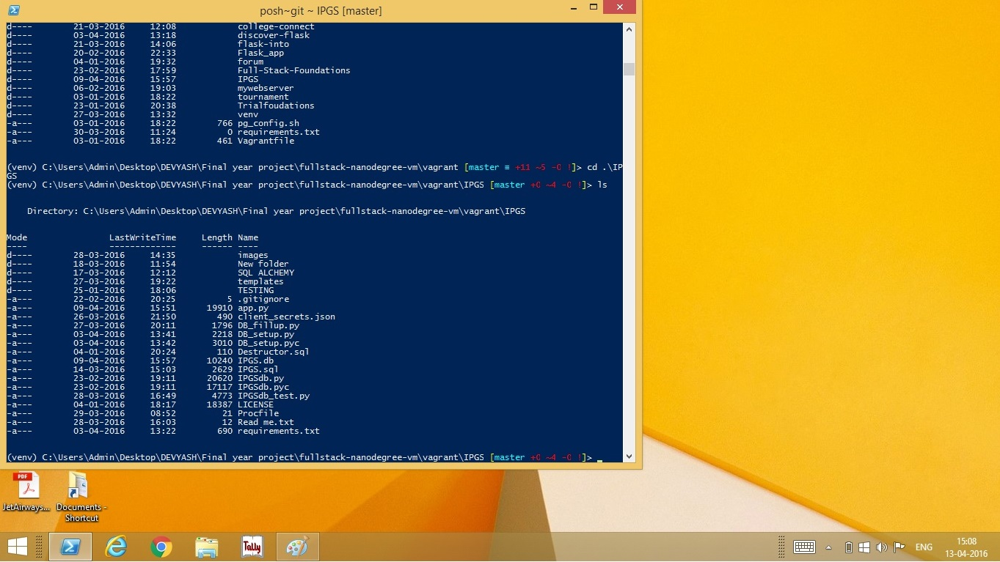 posh~git ~ IPGS [master]
d---- 21-03-2016 12:08 college-connect
d---- 03-04-2016 13:18 discover-flask
d---- 21-03-2016 14:06 flask-into
d---- 20-02-2016 22:33 Flask_app
d---- 04-01-2016 19:32 forum
d---- 23-02-2016 17:59 Full-Stack-Foundations
d---- 09-04-2016 15:57 IPGS
d---- 06-02-2016 19:03 mywebserver
d---- 03-01-2016 18:22 tournament
d---- 23-01-2016 20:38 Trialfoudations
d---- 27-03-2016 13:32 venv
-a--- 03-01-2016 18:22 766 pg_config.sh
-a--- 30-03-2016 11:24 0 requirements.txt
-a--- 03-01-2016 18:22 461 Vagrantfile
(venv) C:\Users\Admin\Desktop\DEVYASH\Final year project\fullstack-nanodegree-vm\vagrant [master ≡ +11 ~5 -0 !]> cd .\IP
GS
(venv) C:\Users\Admin\Desktop\DEVYASH\Final year project\fullstack-nanodegree-vm\vagrant\IPGS [master +0 ~4 -0 !]> ls
Directory: C:\Users\Admin\Desktop\DEVYASH\Final year project\fullstack-nanodegree-vm\vagrant\IPGS
Mode LastWriteTime Length Name
---- ------------- ------ ----
d---- 28-03-2016 14:35 images
d---- 18-03-2016 11:54 New folder
d---- 17-03-2016 12:12 SQL ALCHEMY
d---- 27-03-2016 19:22 templates
d---- 25-01-2016 18:06 TESTING
-a--- 22-02-2016 20:25 5 .gitignore
-a--- 09-04-2016 15:51 19910 app.py
-a--- 26-03-2016 21:50 490 client_secrets.json
-a--- 27-03-2016 20:11 1796 DB_fillup.py
-a--- 03-04-2016 13:41 2218 DB_setup.py
-a--- 03-04-2016 13:42 3010 DB_setup.pyc
-a--- 04-01-2016 20:24 110 Destructor.sql
-a--- 09-04-2016 15:57 10240 IPGS.db
-a--- 14-03-2016 15:03 2629 IPGS.sql
-a--- 23-02-2016 19:11 20620 IPGSdb.py
-a--- 23-02-2016 19:11 17117 IPGSdb.pyc
-a--- 28-03-2016 16:49 4773 IPGSdb_test.py
-a--- 04-01-2016 18:17 18387 LICENSE
-a--- 29-03-2016 08:52 21 Procfile
-a--- 28-03-2016 16:03 12 Read me.txt
-a--- 03-04-2016 13:22 690 requirements.txt
(venv) C:\Users\Admin\Desktop\DEVYASH\Final year project\fullstack-nanodegree-vm\vagrant\IPGS [master +0 ~4 -0 !]> _
PDF
JetAirways... Documents -
Shortcut
Tally
ENG
15:08
13-04-2016